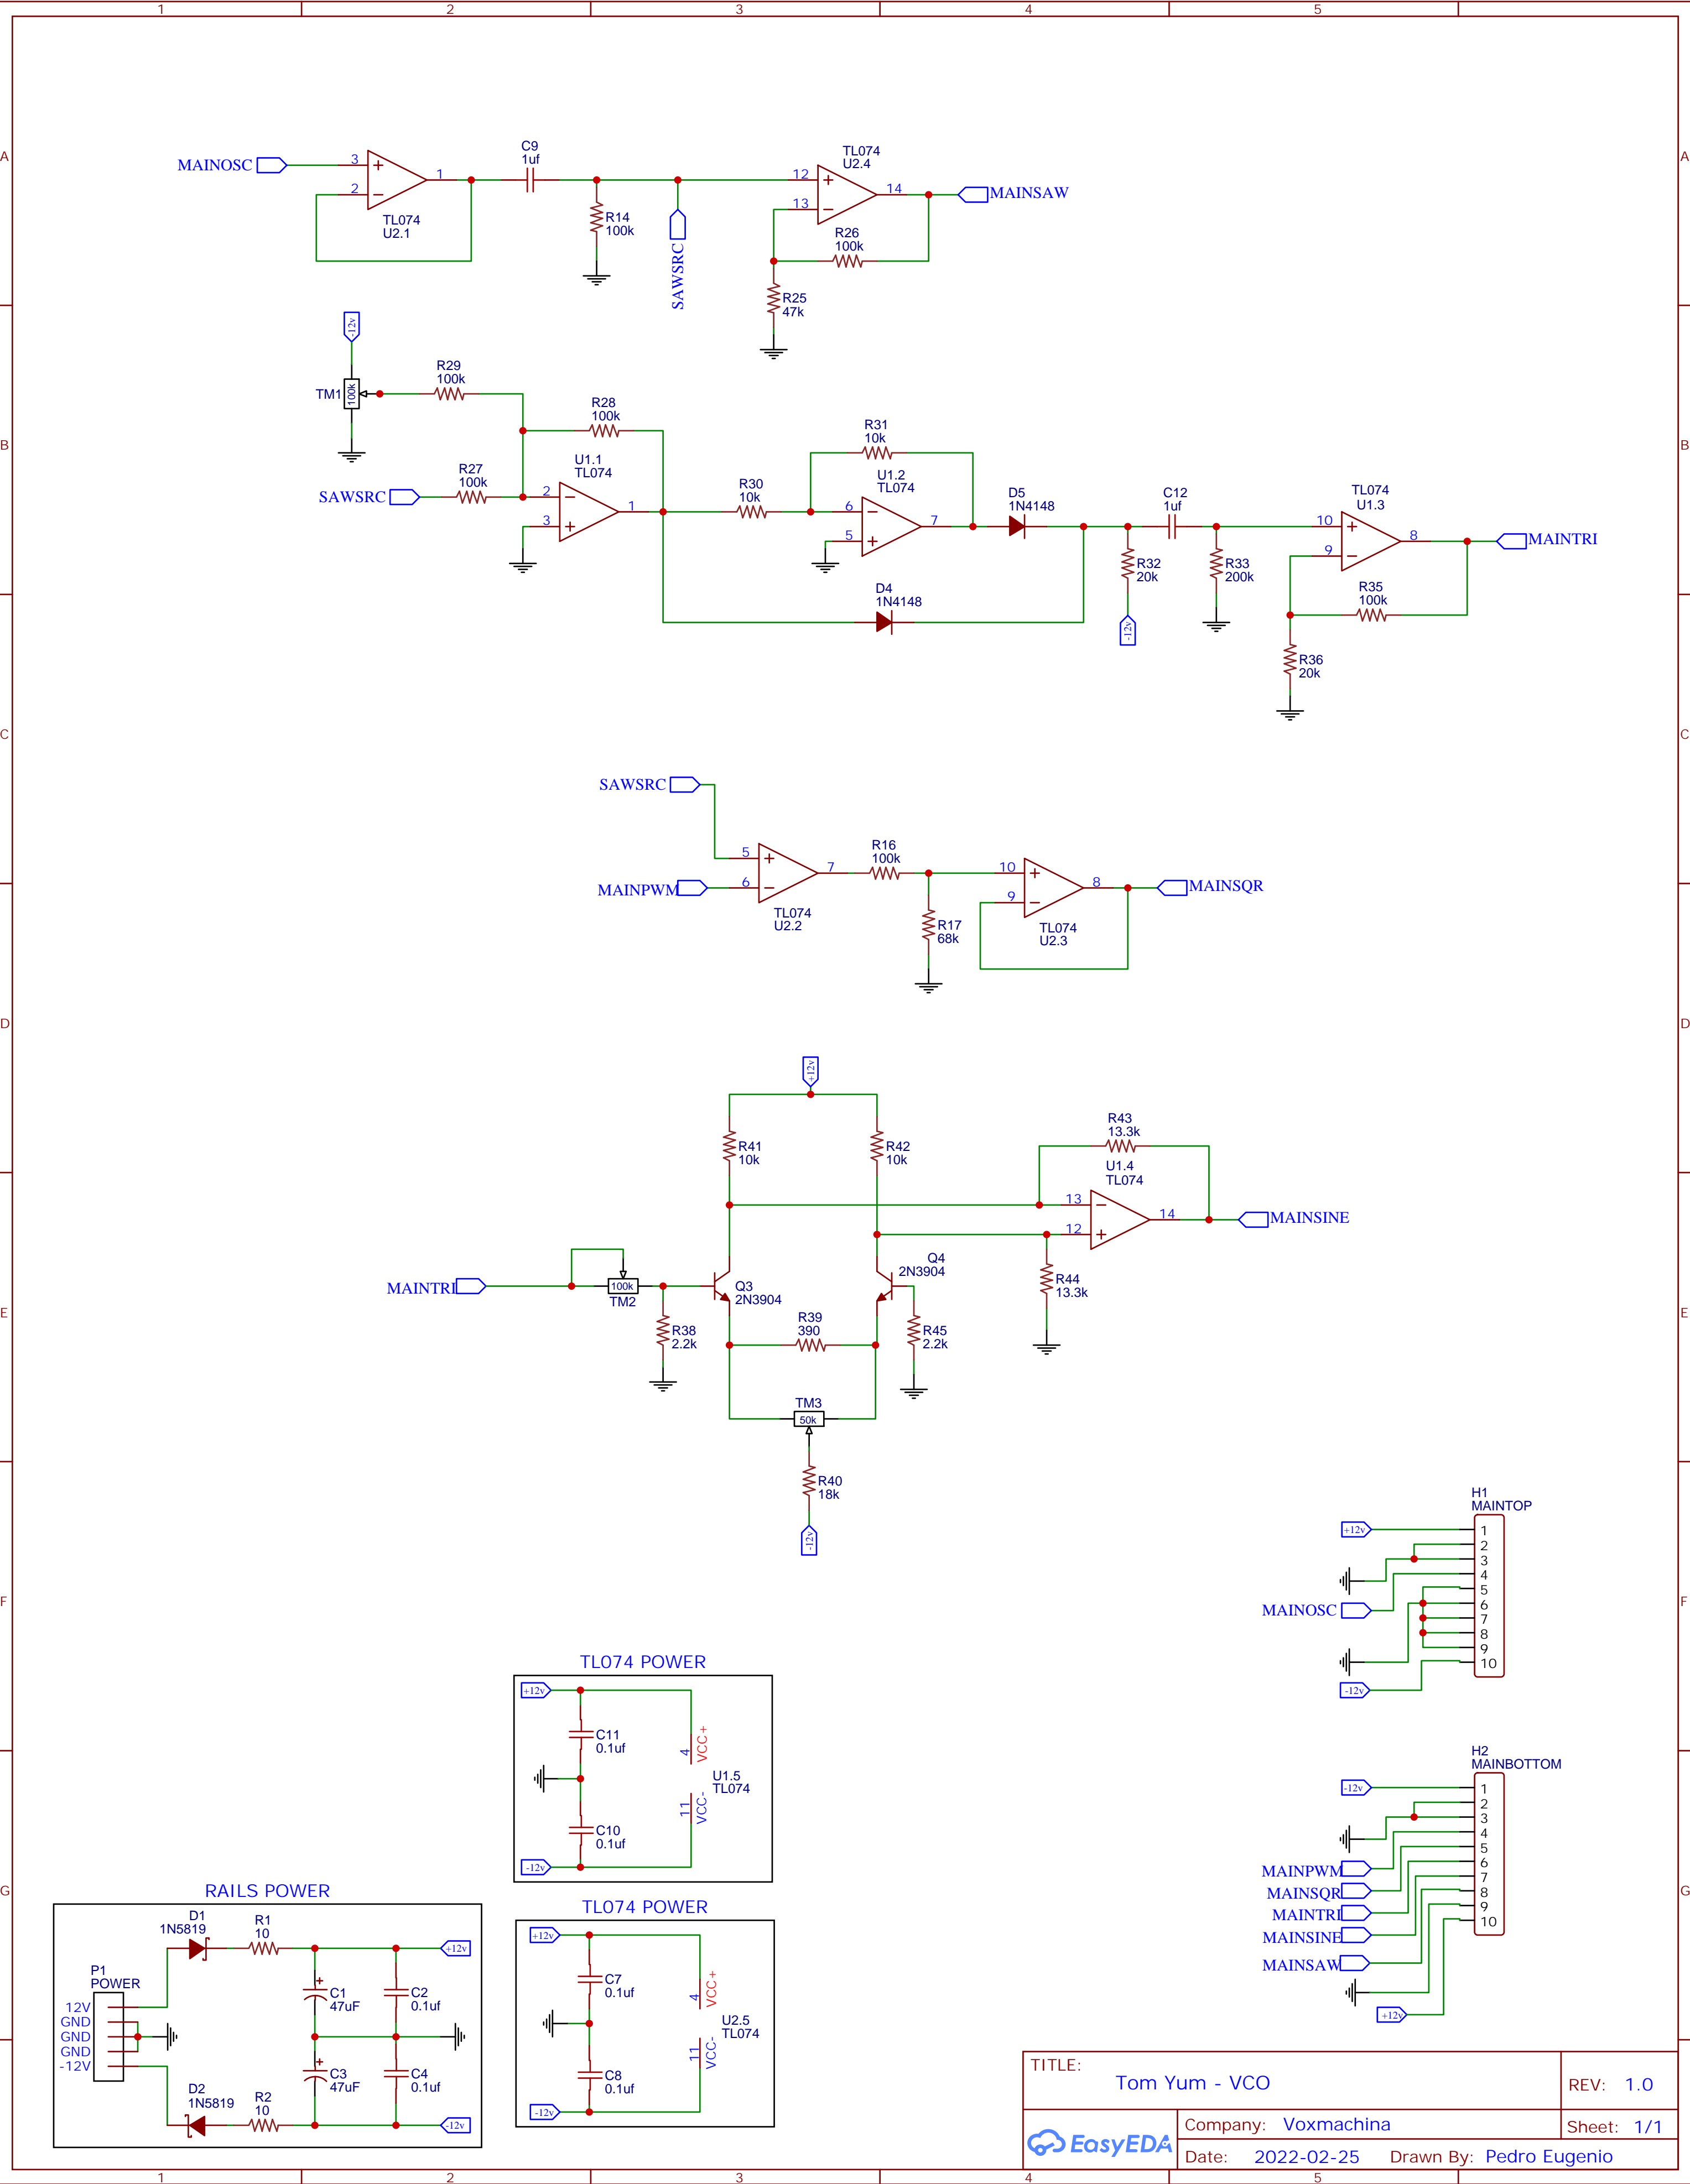 1 2 3 4 5
A A
MAINOSC
3
2
1
TL074
U2.1
C9
1uf
R14
100k
SAWSRC
TL074
U2.4
12
13
14
MAINSAW
R26
100k
R25
47k
-12v
TM1
100k
R29
100k
R28
100k
B B
SAWSRC
R27
100k
U1.1
TL074
2
3
1
R30
10k
R31
10k
U1.2
TL074
6
5
7
D5
1N4148
D4
1N4148
R32
20k
-12v
C12
1uf
R33
200k
TL074
U1.3
10
9
8
MAINTRI
R35
100k
R36
20k
C C
SAWSRC
MAINPWM
5
6
7
TL074
U2.2
R16
100k
R17
68k
10
9
8
TL074
U2.3
MAINSQR
D D
+12v
R41
10k
R42
10k
R43
13.3k
U1.4
TL074
13
12
14
MAINSINE
R44
13.3k
E E
MAINTRI
100k
TM2
R38
2.2k
Q3
2N3904
Q4
2N3904
R39
390
R45
2.2k
TM3
50k
R40
18k
-12v
F F
H1
MAINTOP
+12v
MAINOSC
-12v
1
2
3
4
5
6
7
8
9
10
TL074 POWER
+12v
C11
0.1uf
4
VCC+
U1.5
TL074
11
VCC-
C10
0.1uf
-12v
H2
MAINBOTTOM
-12v
MAINPWM
MAINSQR
MAINTRI
MAINSINE
MAINSAW
+12v
1
2
3
4
5
6
7
8
9
10
G G
RAILS POWER
D1
1N5819
R1
10
+12v
P1
POWER
12V
GND
GND
GND
-12V
C1
47uF
C2
0.1uf
C3
47uF
C4
0.1uf
D2
1N5819
R2
10
-12v
TL074 POWER
+12v
C7
0.1uf
4
VCC+
U2.5
TL074
11
VCC-
C8
0.1uf
-12v
TITLE:
Tom Yum - VCO
REV: 1.0
EasyEDA
Company: Voxmachina
Sheet: 1/1
Date: 2022-02-25 Drawn By: Pedro Eugenio
1 2 3 4 5